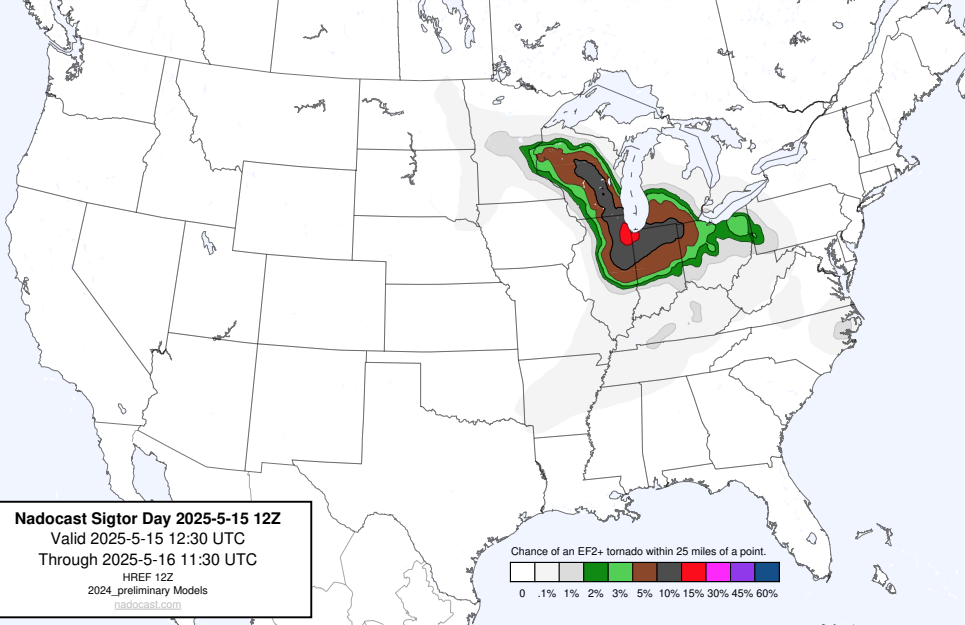 Nadocast Sigtor Day 2025-5-15 12Z
Valid 2025-5-15 12:30 UTC
Through 2025-5-16 11:30 UTC
HREF 12Z
2024_preliminary Models
nadocast.com
Chance of an EF2+ tornado within 25 miles of a point.
0 .1% 1% 2% 3% 5% 10% 15% 30% 45% 60%